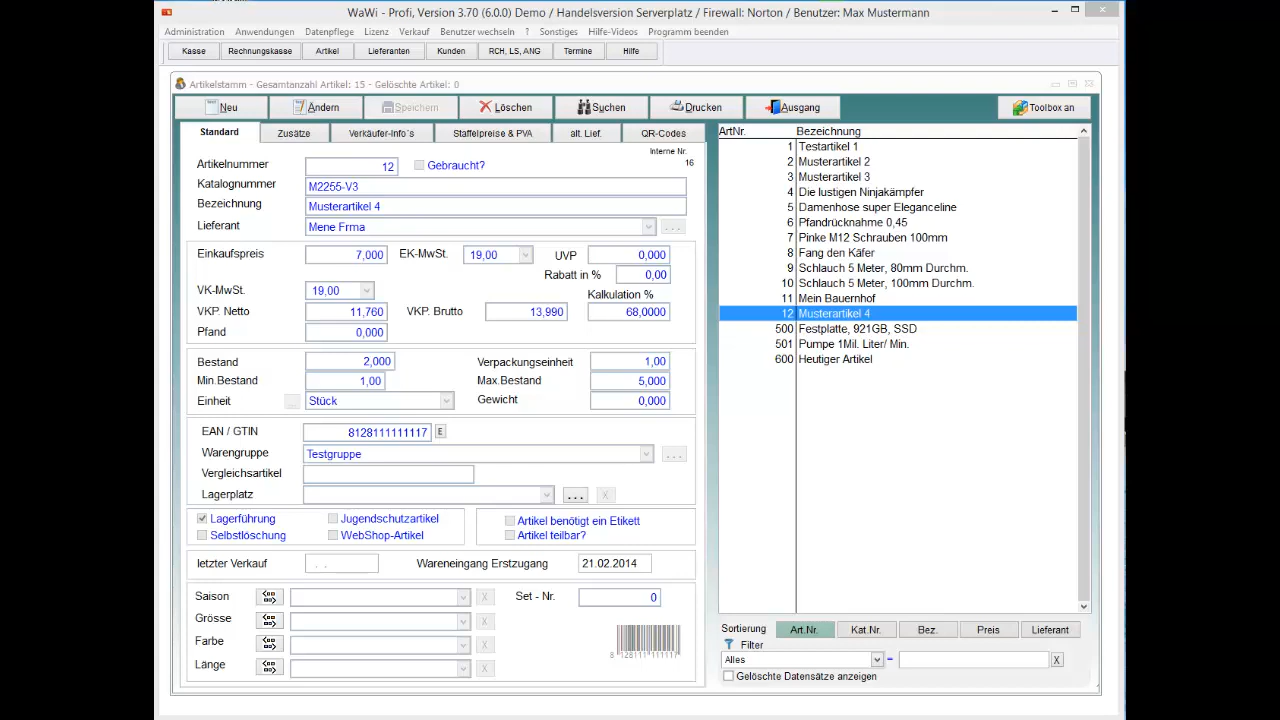 WaWi - Profi, Version 3.70 (6.0.0) Demo / Handelsversion Serverplatz / Firewall: Norton / Benutzer: Max Mustermann
Administration Anwendungen Datenpflege Lizenz Verkauf Benutzer wechseln ? Sonstiges Hilfe-Videos Programm beenden
Kasse Rechnungskasse Artikel Lieferanten Kunden RCH, LS, ANG Termine Hilfe
Artikelstamm - Gesamtanzahl Artikel: 15 - Gelöschte Artikel: 0
Neu Ändern Speichern Löschen Suchen Drucken Ausgang Toolbox an
Standard Zusätze Verkäufer-Info´s Staffelpreise & PVA alt. Lief. QR-Codes
Interne Nr.
16
Artikelnummer 12 Gebraucht?
Katalognummer M2255-V3
Bezeichnung Musterartikel 4
Lieferant Mene Frma ...
Einkaufspreis 7,000 EK-MwSt. 19,00 UVP 0,000
Rabatt in % 0,00
VK-MwSt. 19,00 Kalkulation %
VKP. Netto 11,760 VKP. Brutto 13,990 68,0000
Pfand 0,000
Bestand 2,000 Verpackungseinheit 1,00
Min.Bestand 1,00 Max.Bestand 5,000
Einheit ... Stück Gewicht 0,000
EAN / GTIN 8128111111117 E
Warengruppe Testgruppe ...
Vergleichsartikel
Lagerplatz ... X
Lagerführung Jugendschutzartikel Artikel benötigt ein Etikett
Selbstlöschung WebShop-Artikel Artikel teilbar?
letzter Verkauf . . Wareneingang Erstzugang 21.02.2014
Saison X Set - Nr. 0
Grösse X
Farbe X
Länge X
8 128111 111117
ArtNr. Bezeichnung
1 Testartikel 1
2 Musterartikel 2
3 Musterartikel 3
4 Die lustigen Ninjakämpfer
5 Damenhose super Eleganceline
6 Pfandrücknahme 0,45
7 Pinke M12 Schrauben 100mm
8 Fang den Käfer
9 Schlauch 5 Meter, 80mm Durchm.
10 Schlauch 5 Meter, 100mm Durchm.
11 Mein Bauernhof
12 Musterartikel 4
500 Festplatte, 921GB, SSD
501 Pumpe 1Mil. Liter/ Min.
600 Heutiger Artikel
Sortierung Art.Nr. Kat.Nr. Bez. Preis Lieferant
Filter
Alles = X
Gelöschte Datensätze anzeigen